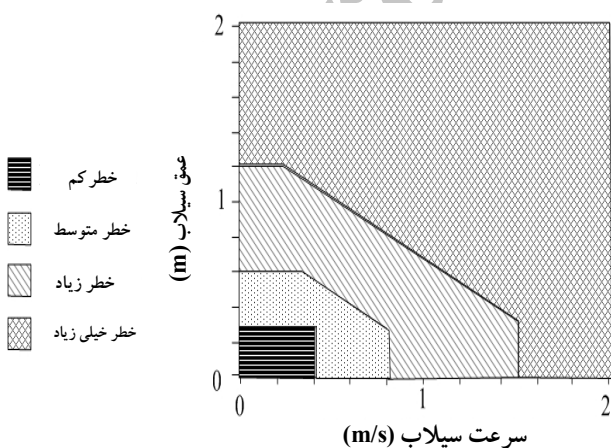 2
1
0
عمق سیلاب (m)
0
1
2
سرعت سیلاب (m/s)
خطر کم
خطر متوسط
خطر زیاد
خطر خیلی زیاد